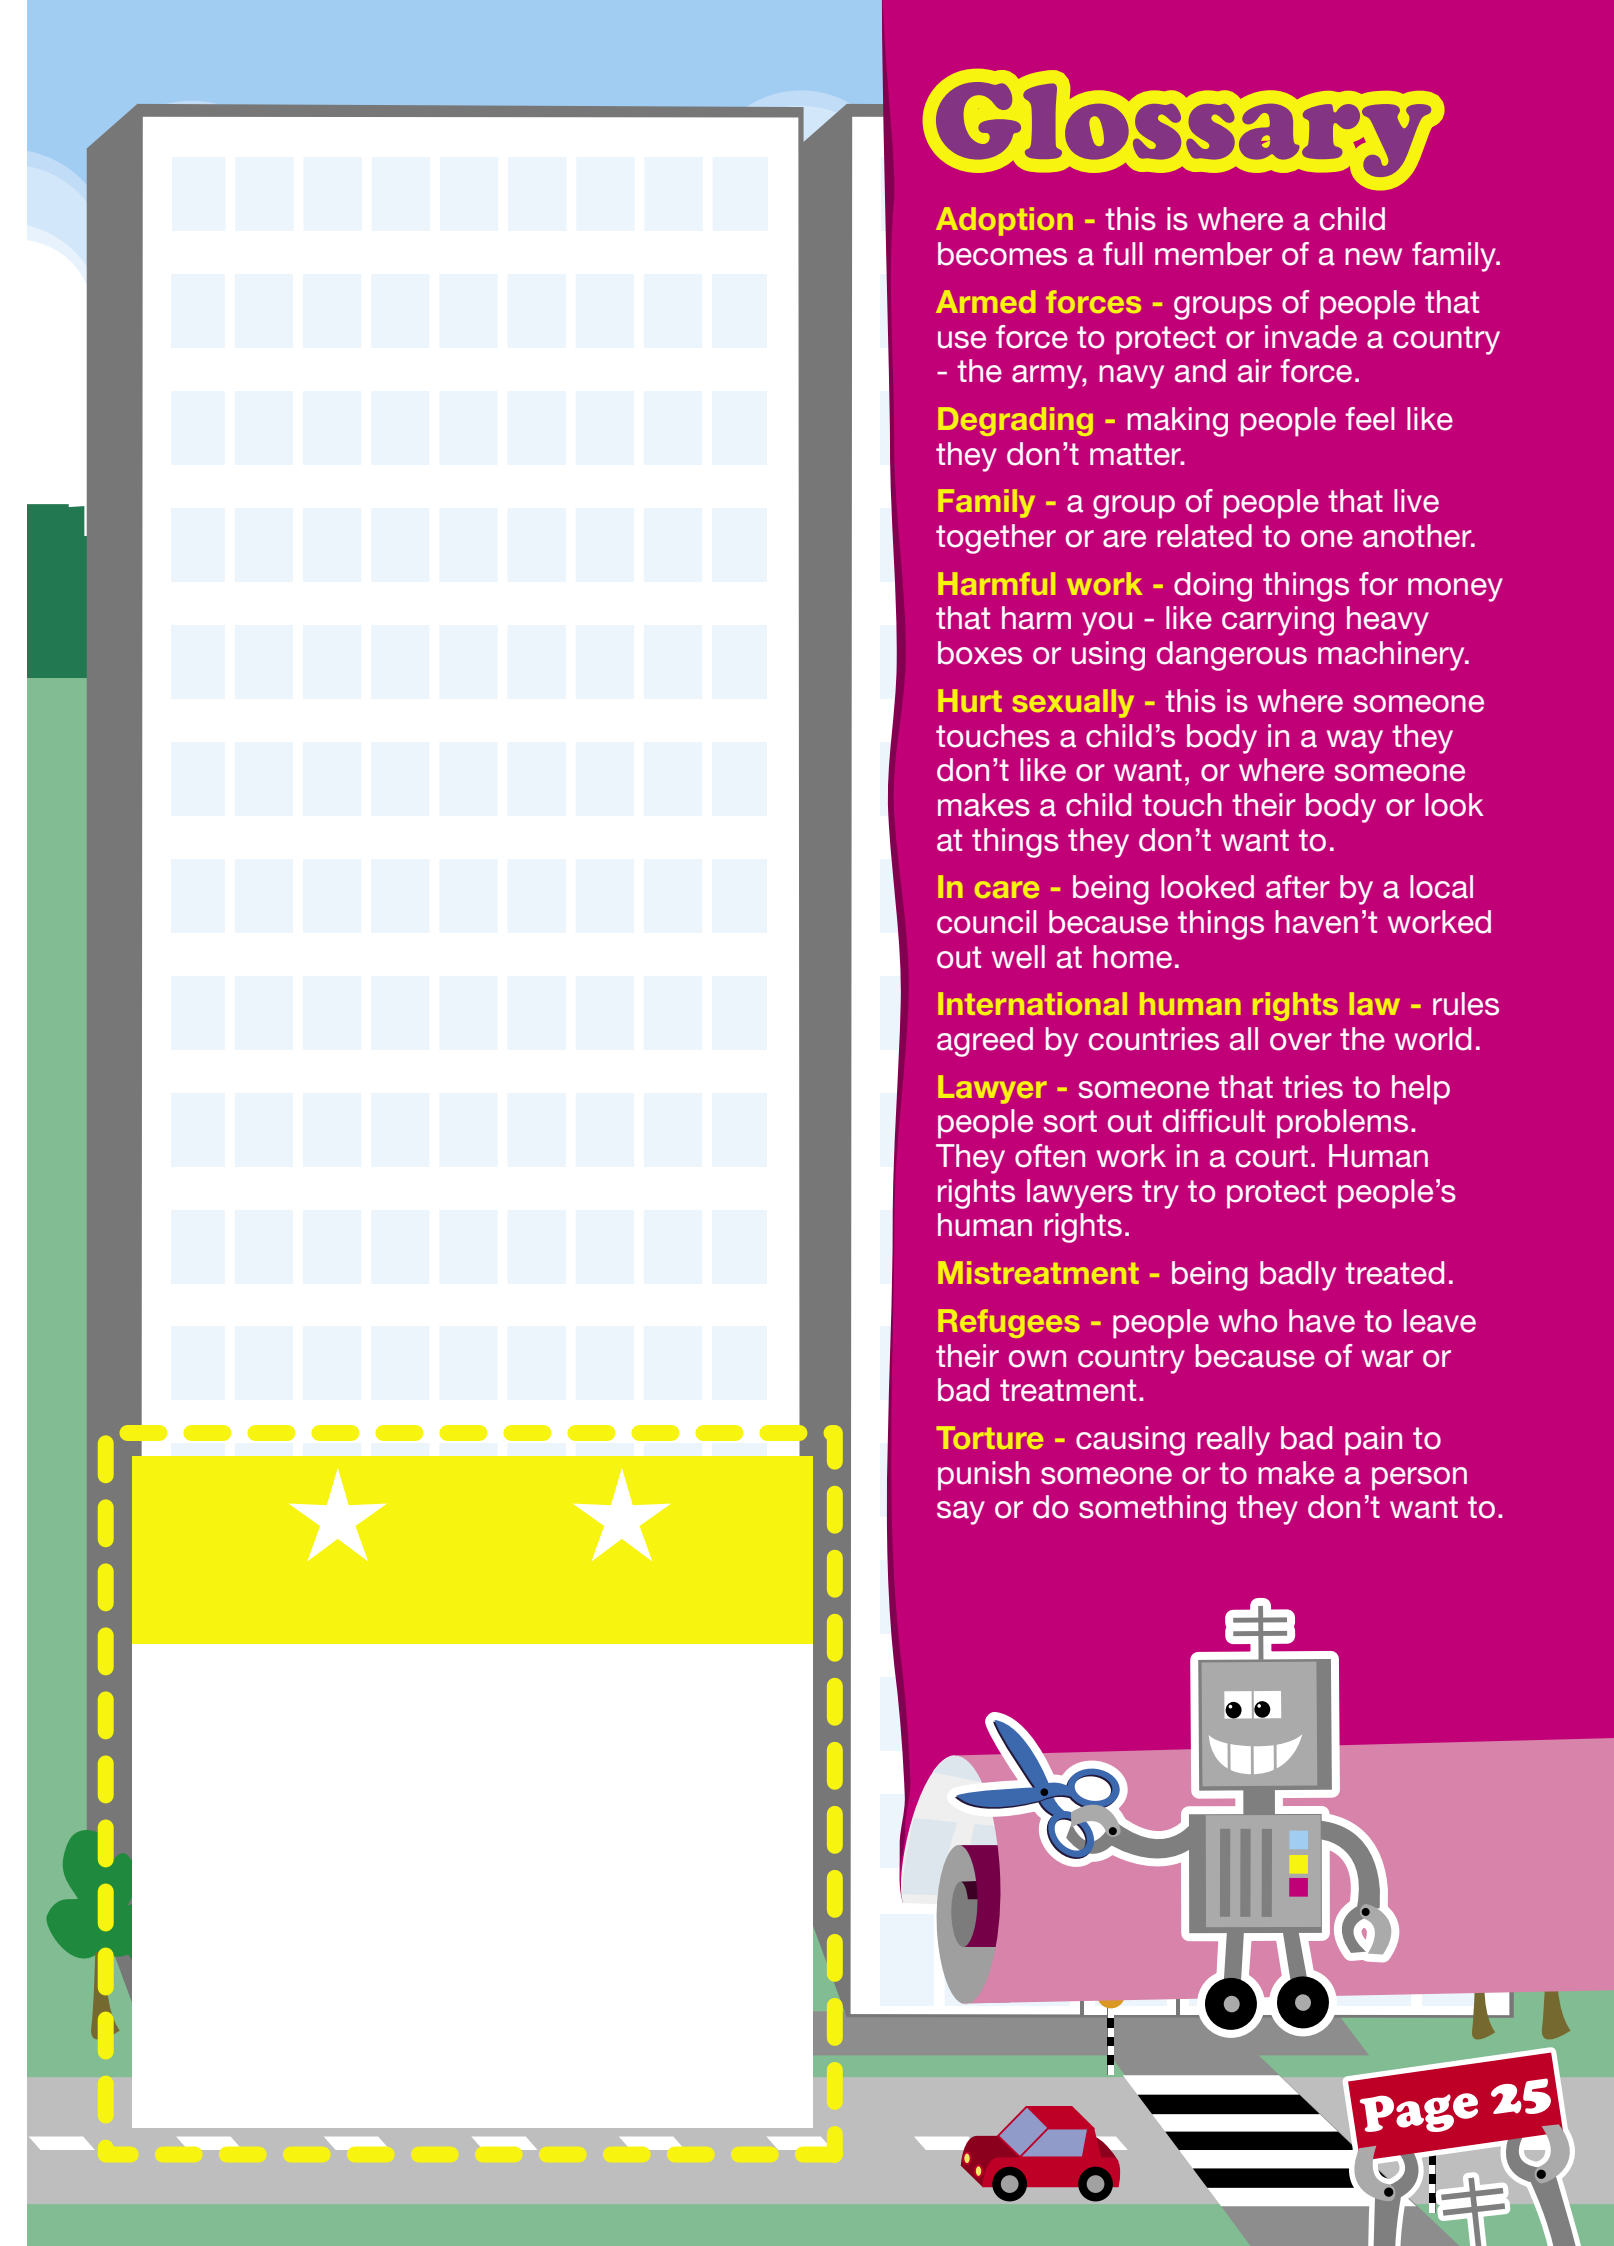 Glossary
Adoption - this is where a child
becomes a full member of a new family.
Armed forces - groups of people that
use force to protect or invade a country
- the army, navy and air force.
Degrading - making people feel like
they don’t matter.
Family - a group of people that live
together or are related to one another.
Harmful work - doing things for money
that harm you - like carrying heavy
boxes or using dangerous machinery.
Hurt sexually - this is where someone
touches a child’s body in a way they
don’t like or want, or where someone
makes a child touch their body or look
at things they don’t want to.
In care - being looked after by a local
council because things haven’t worked
out well at home.
International human rights law - rules
agreed by countries all over the world.
Lawyer - someone that tries to help
people sort out difficult problems.
They often work in a court. Human
rights lawyers try to protect people’s
human rights.
Mistreatment - being badly treated.
Refugees - people who have to leave
their own country because of war or
bad treatment.
Torture - causing really bad pain to
punish someone or to make a person
say or do something they don’t want to.
Page 25